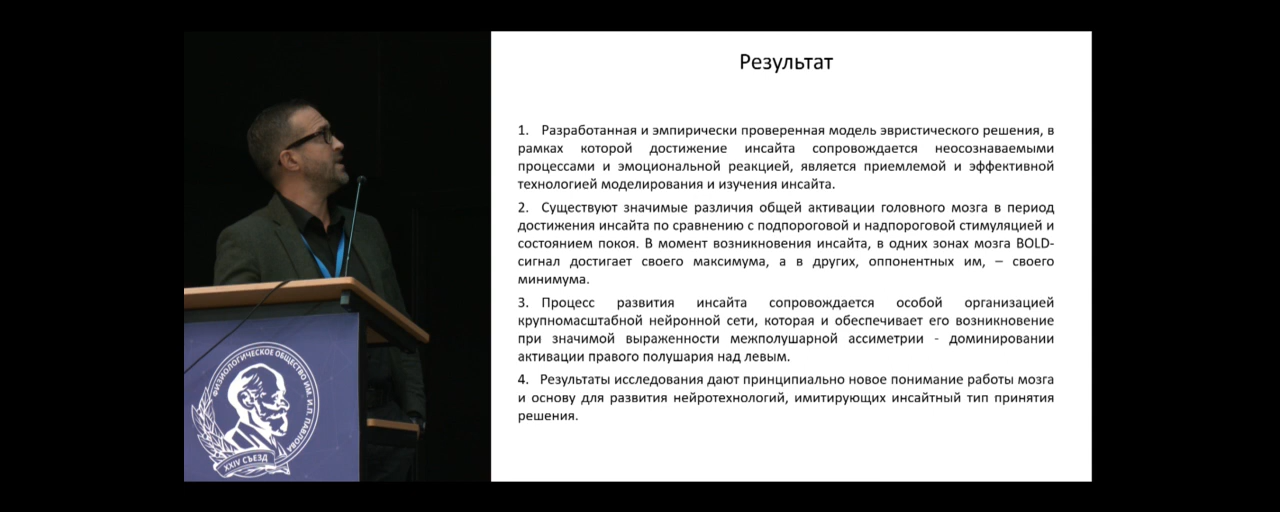 Результат
1. Разработанная и эмпирически проверенная модель эвристического решения, в
рамках которой достижение инсайта сопровождается неосознаваемыми
процессами и эмоциональной реакцией, является приемлемой и эффективной
технологией моделирования и изучения инсайта.
2. Существуют значимые различия общей активации головного мозга в период
достижения инсайта по сравнению с подпороговой и надпороговой стимуляцией и
состоянием покоя. В момент возникновения инсайта, в одних зонах мозга BOLD-
сигнал достигает своего максимума, а в других, оппонентных им, – своего
минимума.
3. Процесс развития инсайта сопровождается особой организацией
крупномасштабной нейронной сети, которая и обеспечивает его возникновение
при значимой выраженности межполушарной ассиметрии - доминировании
активации правого полушария над левым.
4. Результаты исследования дают принципиально новое понимание работы мозга
и основу для развития нейротехнологий, имитирующих инсайтный тип принятия
решения.
ФИЗИОЛОГИЧЕСКОЕ ОБЩЕСТВО ИМ. И.П. ПАВЛОВА
XXIV СЪЕЗД